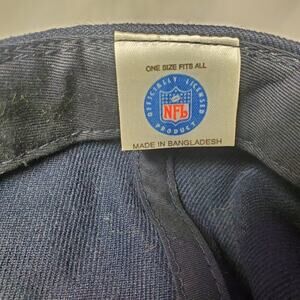 ONE SIZE FITS ALL
OFFICIALLY LICENSED
NFL
PRODUCT
MADE IN BANGLADESH